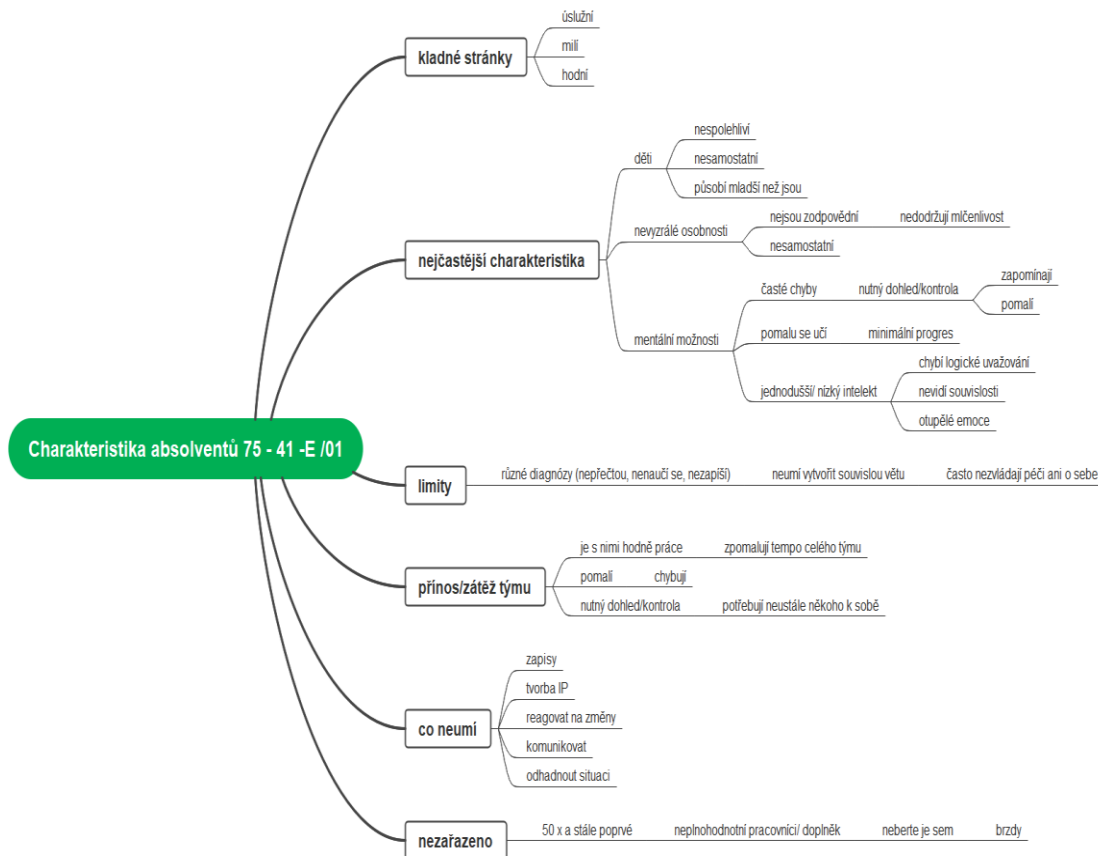 úslužní
kladné stránky
milí
hodní
nespolehliví
děti
nesamostatní
působí mladší než jsou
nejsou zodpovědní
nedodržují mlčenlivost
nevyzrálé osobnosti
nesamostatní
nejčastější charakteristika
zapomínají
časté chyby
nutný dohled/kontrola
pomalí
mentální možnosti
pomalu se učí
minimální progres
chybí logické uvažování
jednodušší/ nízký intelekt
nevidí souvislosti
otupělé emoce
Charakteristika absolventů 75 - 41 -E /01
limity
různé diagnózy (nepřečtou, nenaučí se, nezapíší)
neumí vytvořit souvislou větu
často nezvládají péči ani o sebe
je s nimi hodně práce
zpomalují tempo celého týmu
přínos/zátěž týmu
pomalí
chybují
nutný dohled/kontrola
potřebují neustále někoho k sobě
zapisy
tvorba IP
co neumí
reagovat na změny
komunikovat
odhadnout situaci
nezařazeno
50 x a stále poprvé
neplnohodnotní pracovníci/ doplněk
neberte je sem
brzdy